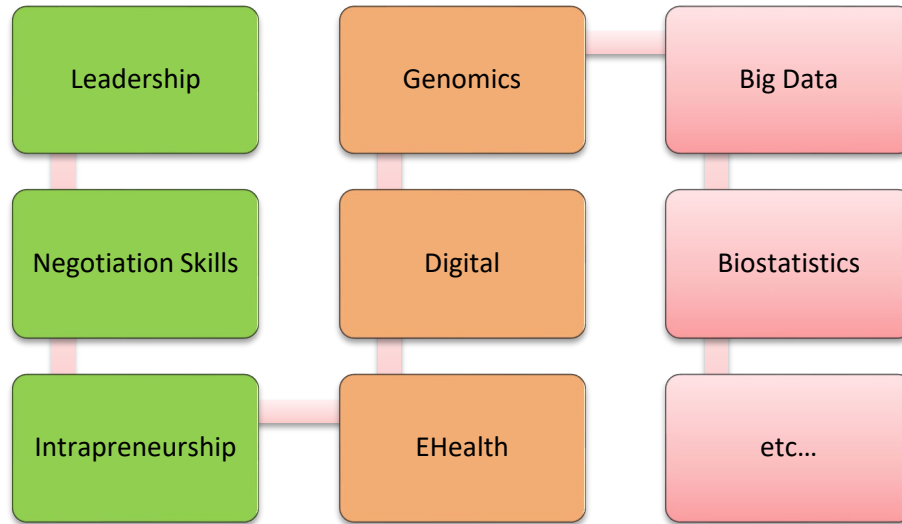 Leadership
Negotiation Skills
Intrapreneurship
EHealth
Digital
Genomics
Big Data
Biostatistics
etc...